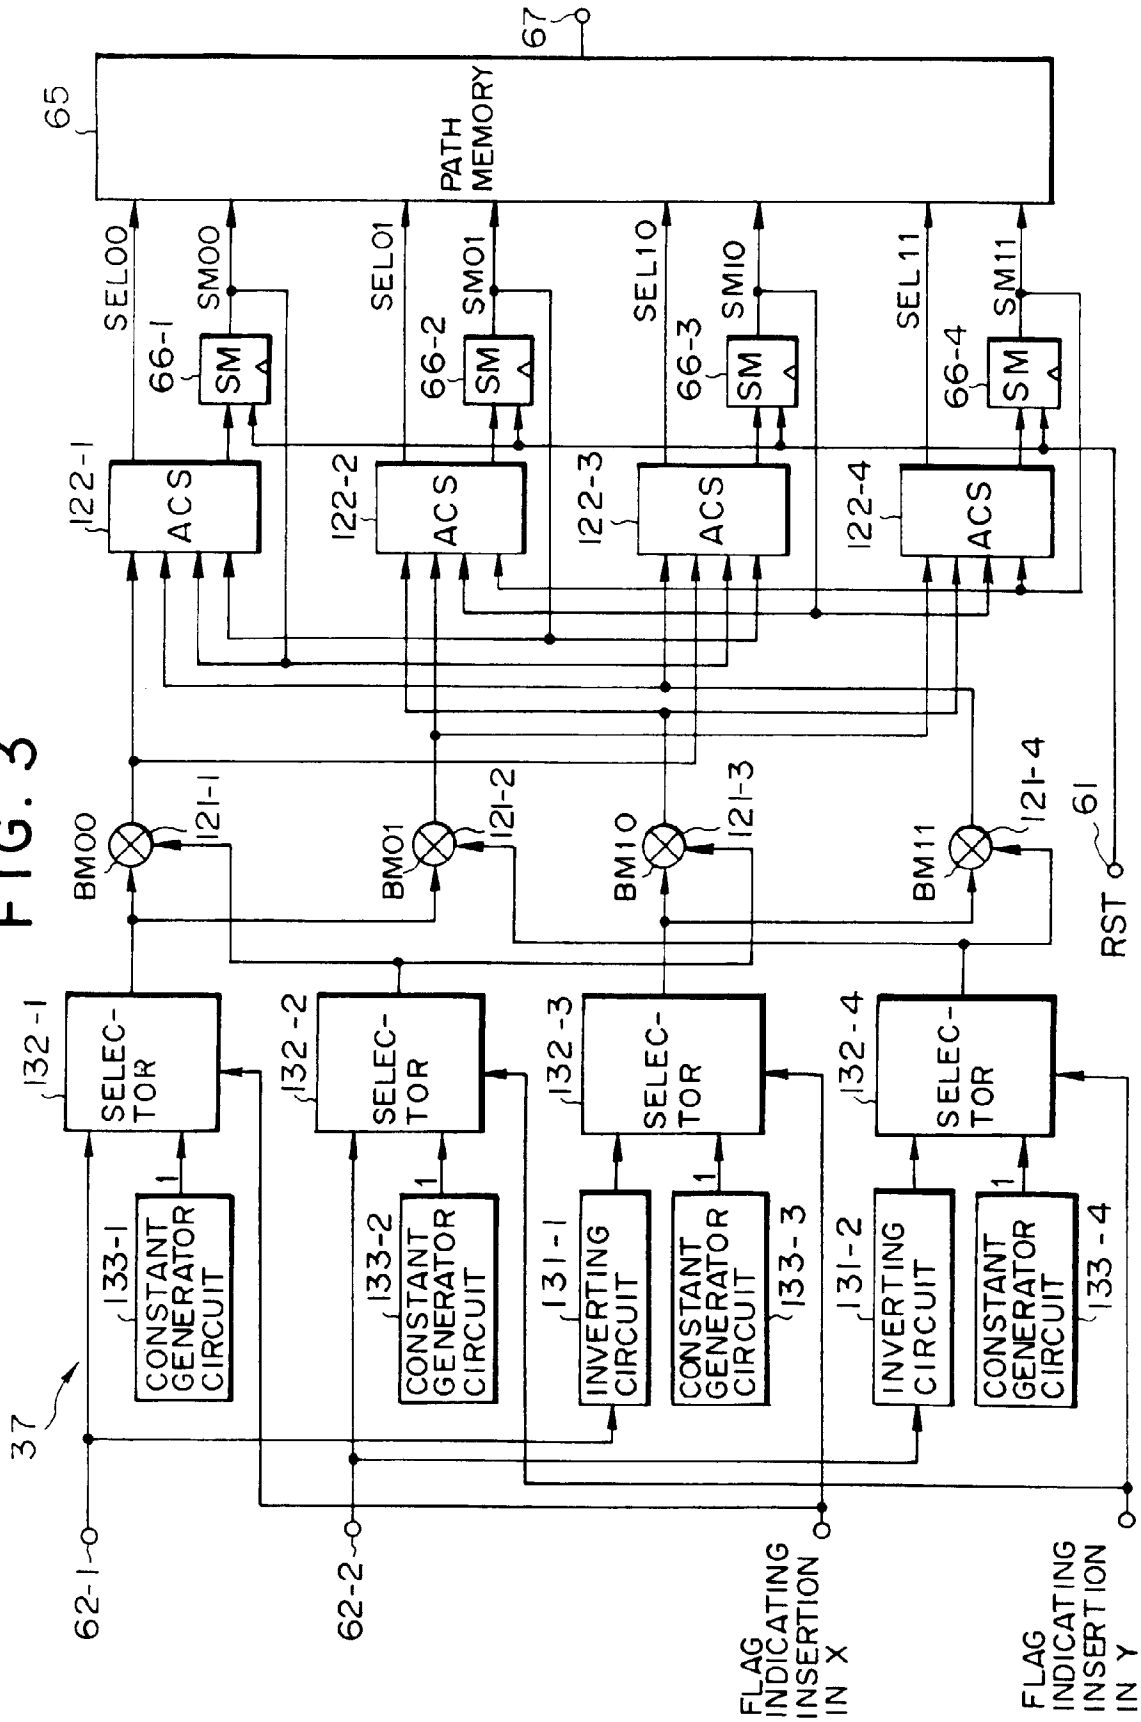 FIG. 3
37
62-1
62-2
FLAG
INDICATING
INSERTION
IN X
FLAG
INDICATING
INSERTION
IN Y
133-1
CONSTANT
GENERATOR
CIRCUIT
1
133-2
CONSTANT
GENERATOR
CIRCUIT
1
131-1
INVERTING
CIRCUIT
CONSTANT
GENERATOR
CIRCUIT
133-3
1
131-2
INVERTING
CIRCUIT
CONSTANT
GENERATOR
CIRCUIT
133-4
1
132-1
SELEC-
TOR
132-2
SELEC-
TOR
132-3
SELEC-
TOR
132-4
SELEC-
TOR
BM00
121-1
BM01
121-2
BM10
121-3
BM11
121-4
RST
61
122-1
ACS
122-2
ACS
122-3
ACS
122-4
ACS
66-1
SM
66-2
SM
66-3
SM
66-4
SM
SEL00
SM00
SEL01
SM01
SEL10
SM10
SEL11
SM11
65
PATH
MEMORY
67